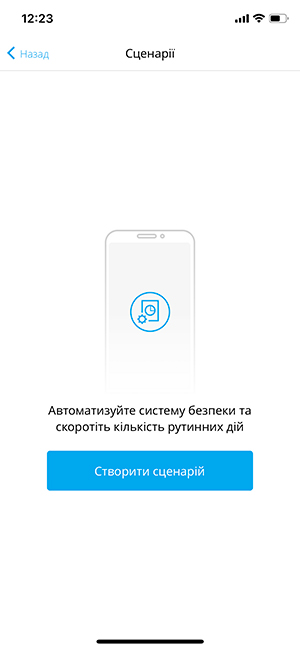 12:23
Назад
Сценарії
Автоматизуйте систему безпеки та
скоротіть кількість рутинних дій
Створити сценарій